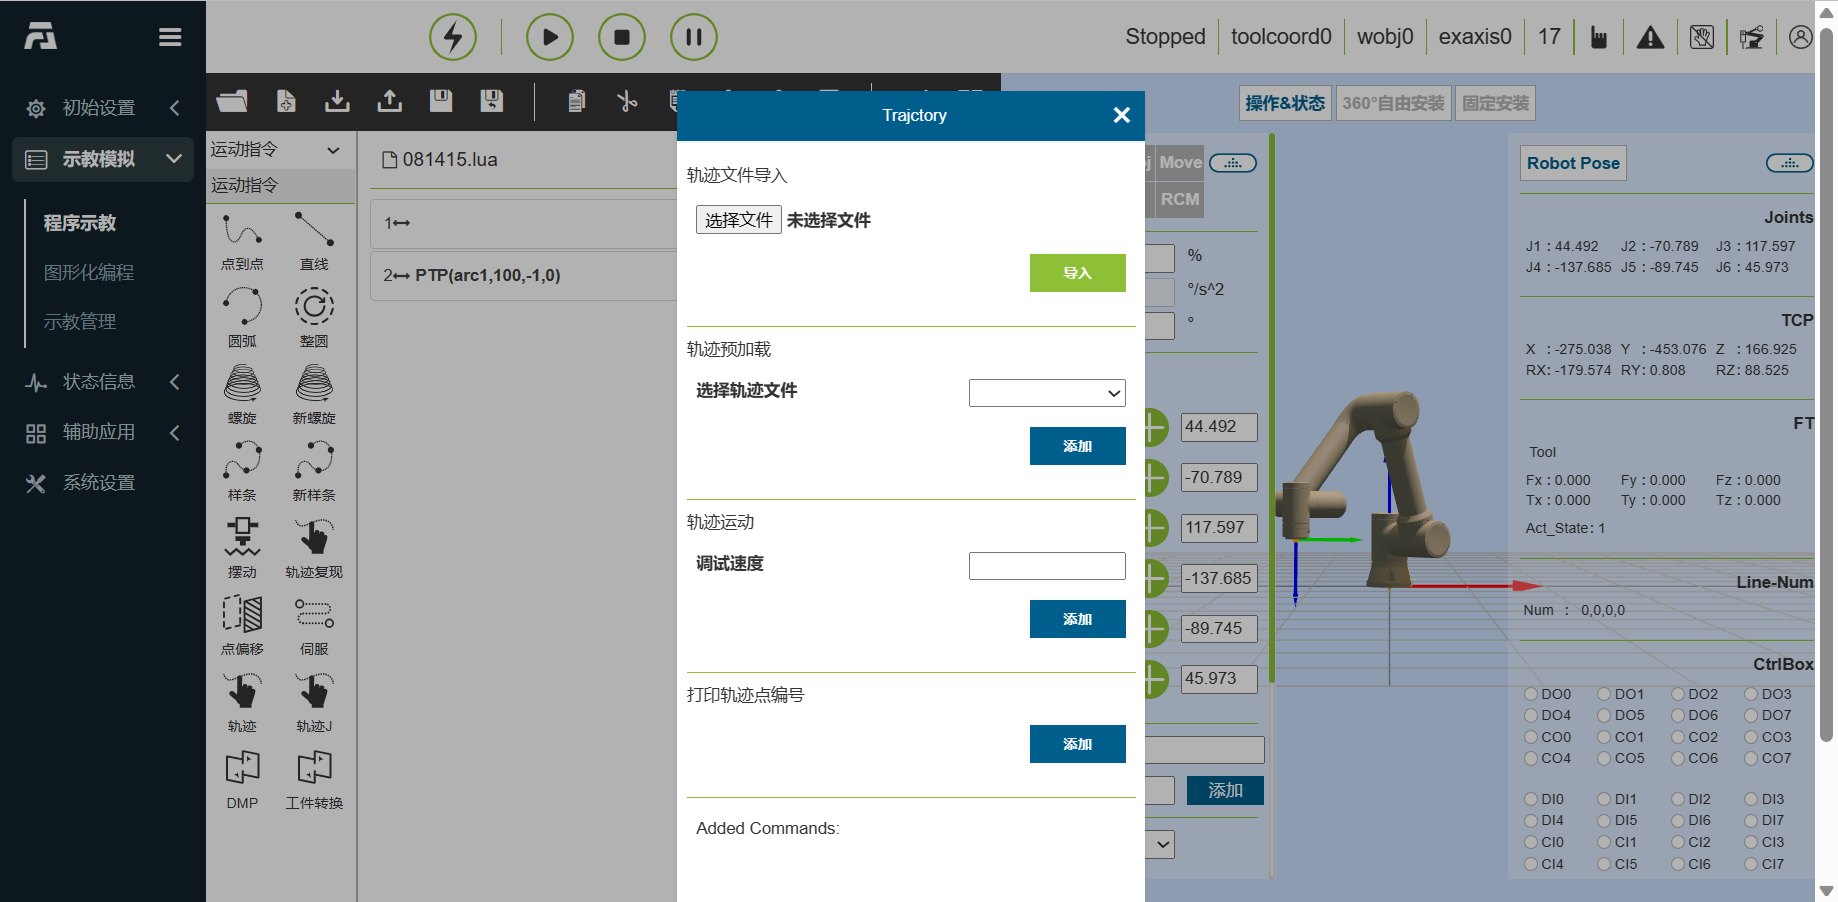 Stopped
toolcoord0
wobj0
exaxis0
17
初始设置
示教模拟
程序示教
图形化编程
示教管理
状态信息
辅助应用
系统设置
运动指令
运动指令
点到点
直线
圆弧
整圆
螺旋
新螺旋
样条
新样条
摆动
轨迹复现
点偏移
伺服
轨迹
轨迹J
DMP
工件转换
081415.lua
1
2 PTP(arc1,100,-1,0)
Trajctory
轨迹文件导入
选择文件 未选择文件
导入
轨迹预加载
选择轨迹文件
添加
轨迹运动
调试速度
添加
打印轨迹点编号
添加
Added Commands:
操作&状态
360°自由安装
固定安装
Move
RCM
%
°/s^2
°
44.492
-70.789
117.597
-137.685
-89.745
45.973
添加
Robot Pose
Joints
J1 : 44.492 J2 : -70.789 J3 : 117.597
J4 : -137.685 J5 : -89.745 J6 : 45.973
TCP
X : -275.038 Y : -453.076 Z : 166.925
RX: -179.574 RY: 0.808 RZ: 88.525
FT
Tool
Fx : 0.000 Fy : 0.000 Fz : 0.000
Tx : 0.000 Ty : 0.000 Tz : 0.000
Act_State: 1
Line-Num
Num : 0,0,0,0
CtrlBox
DO0 DO1 DO2 DO3
DO4 DO5 DO6 DO7
CO0 CO1 CO2 CO3
CO4 CO5 CO6 CO7
DI0 DI1 DI2 DI3
DI4 DI5 DI6 DI7
CI0 CI1 CI2 CI3
CI4 CI5 CI6 CI7